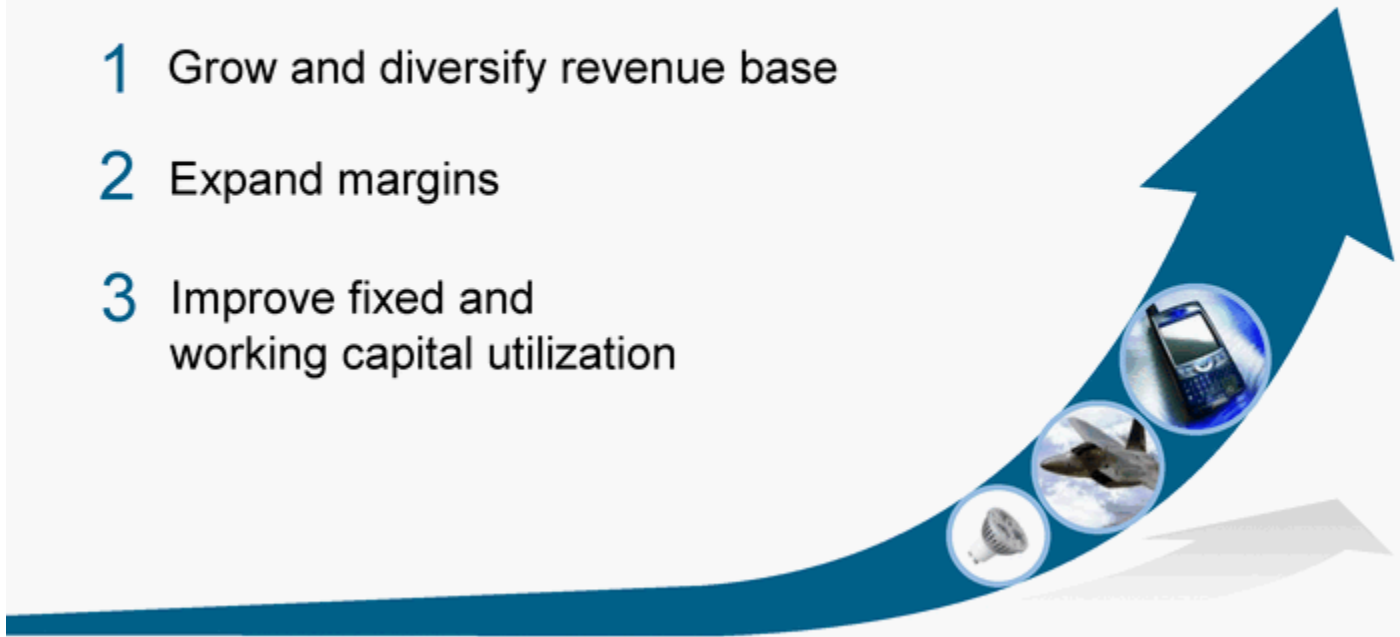 1 Grow and diversify revenue base
2 Expand margins
3 Improve fixed and
working capital utilization